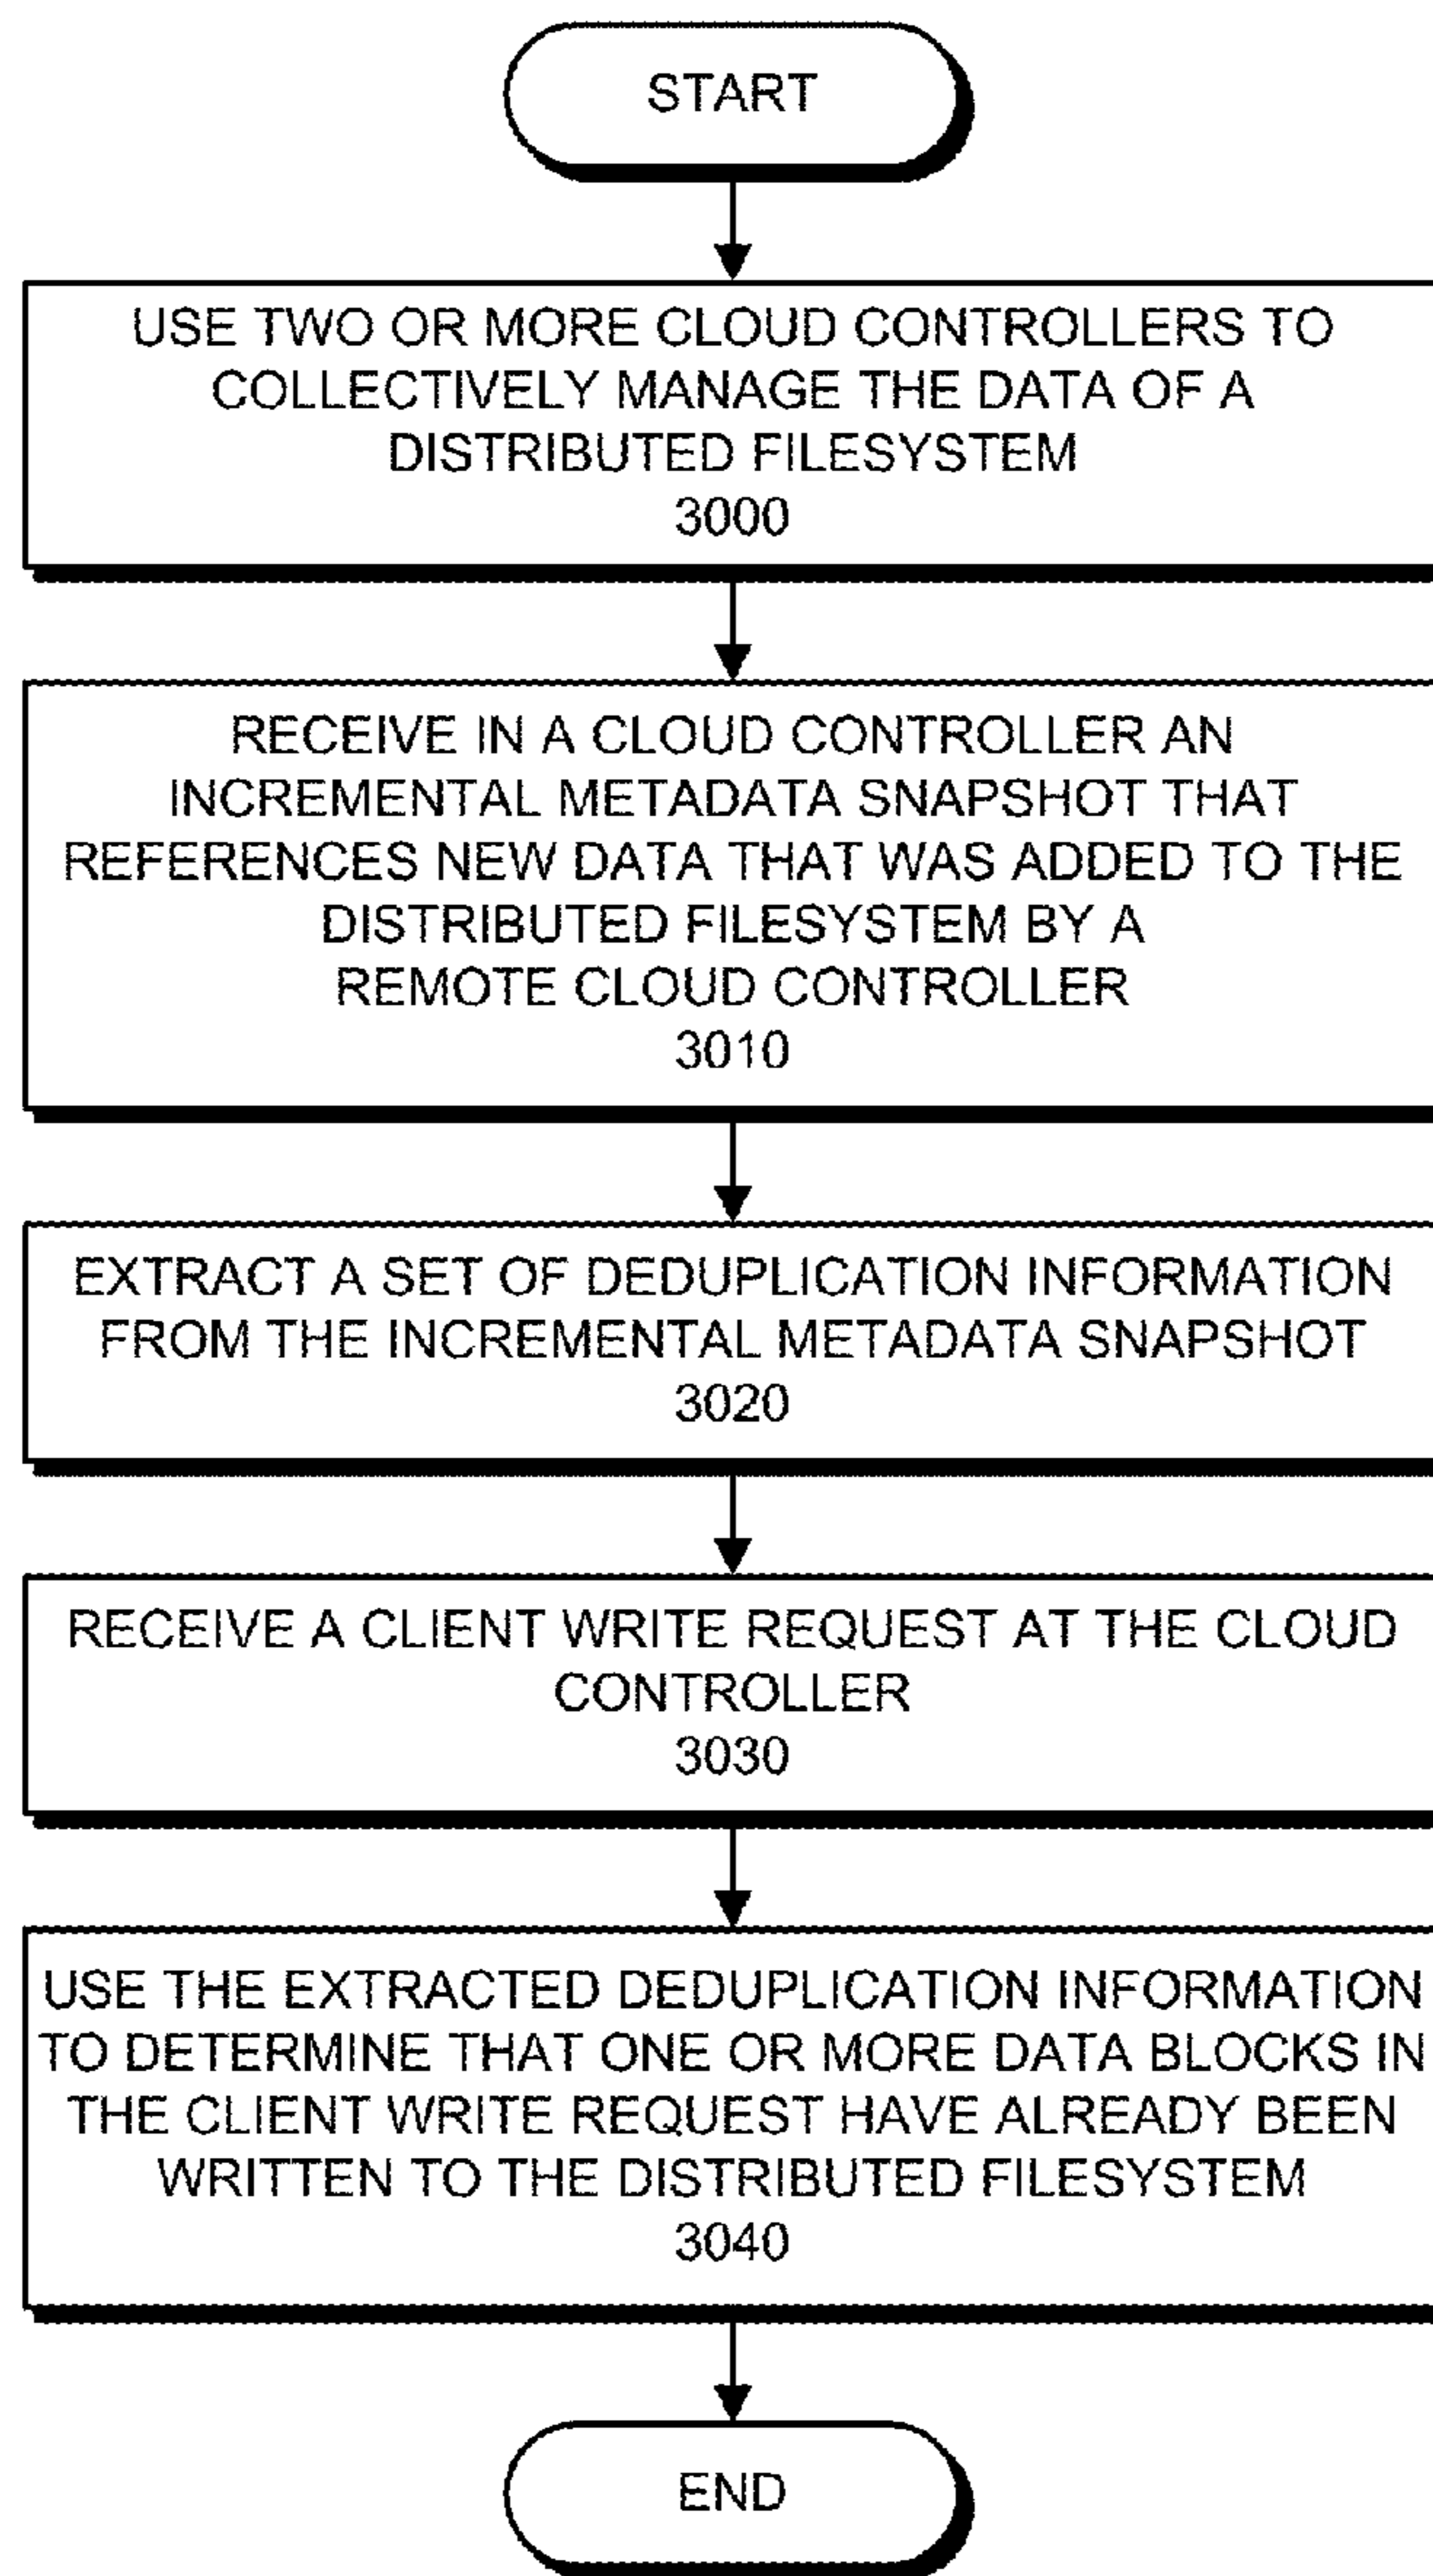 START
USE TWO OR MORE CLOUD CONTROLLERS TO
COLLECTIVELY MANAGE THE DATA OF A
DISTRIBUTED FILESYSTEM
3000
RECEIVE IN A CLOUD CONTROLLER AN
INCREMENTAL METADATA SNAPSHOT THAT
REFERENCES NEW DATA THAT WAS ADDED TO THE
DISTRIBUTED FILESYSTEM BY A
REMOTE CLOUD CONTROLLER
3010
EXTRACT A SET OF DEDUPLICATION INFORMATION
FROM THE INCREMENTAL METADATA SNAPSHOT
3020
RECEIVE A CLIENT WRITE REQUEST AT THE CLOUD
CONTROLLER
3030
USE THE EXTRACTED DEDUPLICATION INFORMATION
TO DETERMINE THAT ONE OR MORE DATA BLOCKS IN
THE CLIENT WRITE REQUEST HAVE ALREADY BEEN
WRITTEN TO THE DISTRIBUTED FILESYSTEM
3040
END